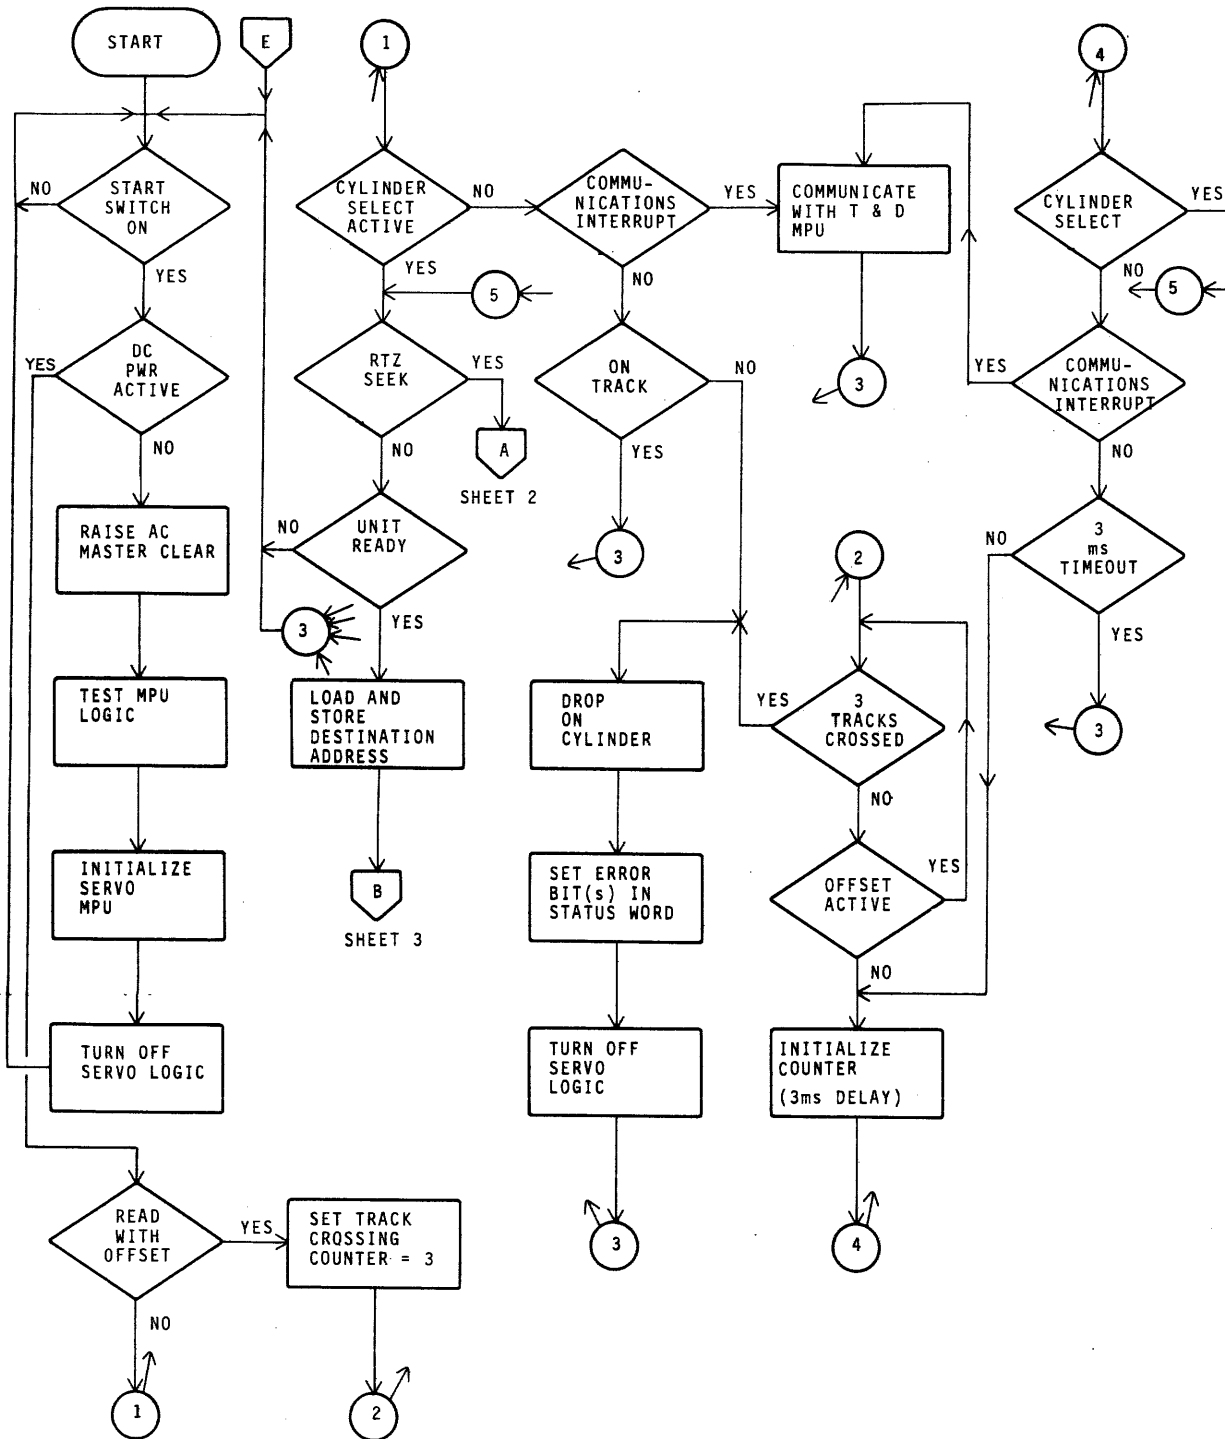 START
E
1
4
NO
START
SWITCH
ON
YES
CYLINDER
SELECT
ACTIVE
NO
YES
COMMU-
NICATIONS
INTERRUPT
YES
NO
COMMUNICATE
WITH T & D
MPU
CYLINDER
SELECT
YES
NO
5
5
YES
DC
PWR
ACTIVE
NO
RTZ
SEEK
YES
NO
A
SHEET 2
ON
TRACK
NO
YES
3
3
YES
COMMU-
NICATIONS
INTERRUPT
NO
RAISE AC
MASTER CLEAR
NO
UNIT
READY
YES
3
2
NO
3
ms
TIMEOUT
YES
3
TEST MPU
LOGIC
LOAD AND
STORE
DESTINATION
ADDRESS
DROP
ON
CYLINDER
YES
3
TRACKS
CROSSED
NO
INITIALIZE
SERVO
MPU
B
SHEET 3
SET ERROR
BIT(s) IN
STATUS WORD
OFFSET
ACTIVE
YES
NO
TURN OFF
SERVO LOGIC
TURN OFF
SERVO
LOGIC
INITIALIZE
COUNTER
(3ms DELAY)
READ
WITH
OFFSET
YES
NO
SET TRACK
CROSSING
COUNTER = 3
3
4
1
2